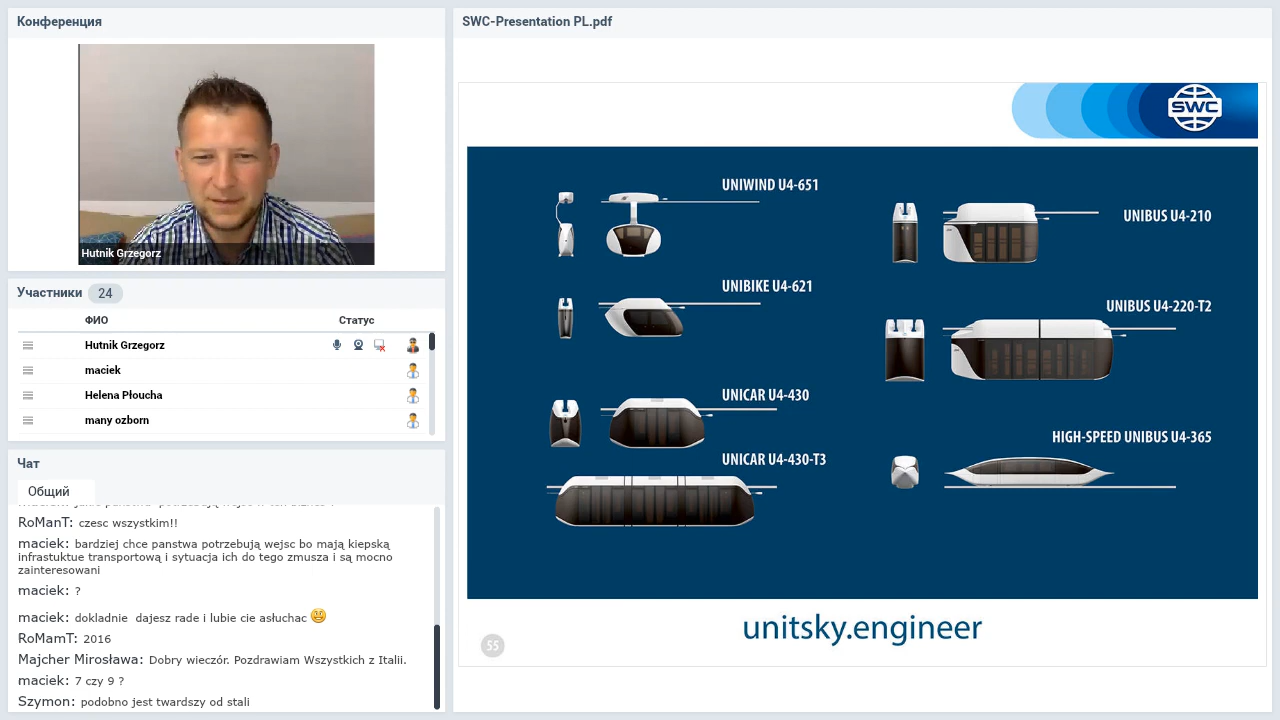 Конференция
Hutnik Grzegorz
Участники 24
ФИО Статус
Hutnik Grzegorz
maciek
Helena Płoucha
many ozborn
Чат
Общий
RoManT: czesc wszystkim!!
maciek: bardziej chce panstwa potrzebują wejsc bo mają kiepską
infrastuktue transportową i sytuacja ich do tego zmusza i są mocno
zainteresowani
maciek: ?
maciek: dokladnie dajesz rade i lubie cie asłuchac
RoMamT: 2016
Majcher Mirosława: Dobry wieczór. Pozdrawiam Wszystkich z Italii.
maciek: 7 czy 9 ?
Szymon: podobno jest twardszy od stali
SWC-Presentation PL.pdf
SWC
UNIWIND U4-651
UNIBIKE U4-621
UNICAR U4-430
UNICAR U4-430-T3
UNIBUS U4-210
UNIBUS U4-220-T2
HIGH-SPEED UNIBUS U4-365
unitsky.engineer
55